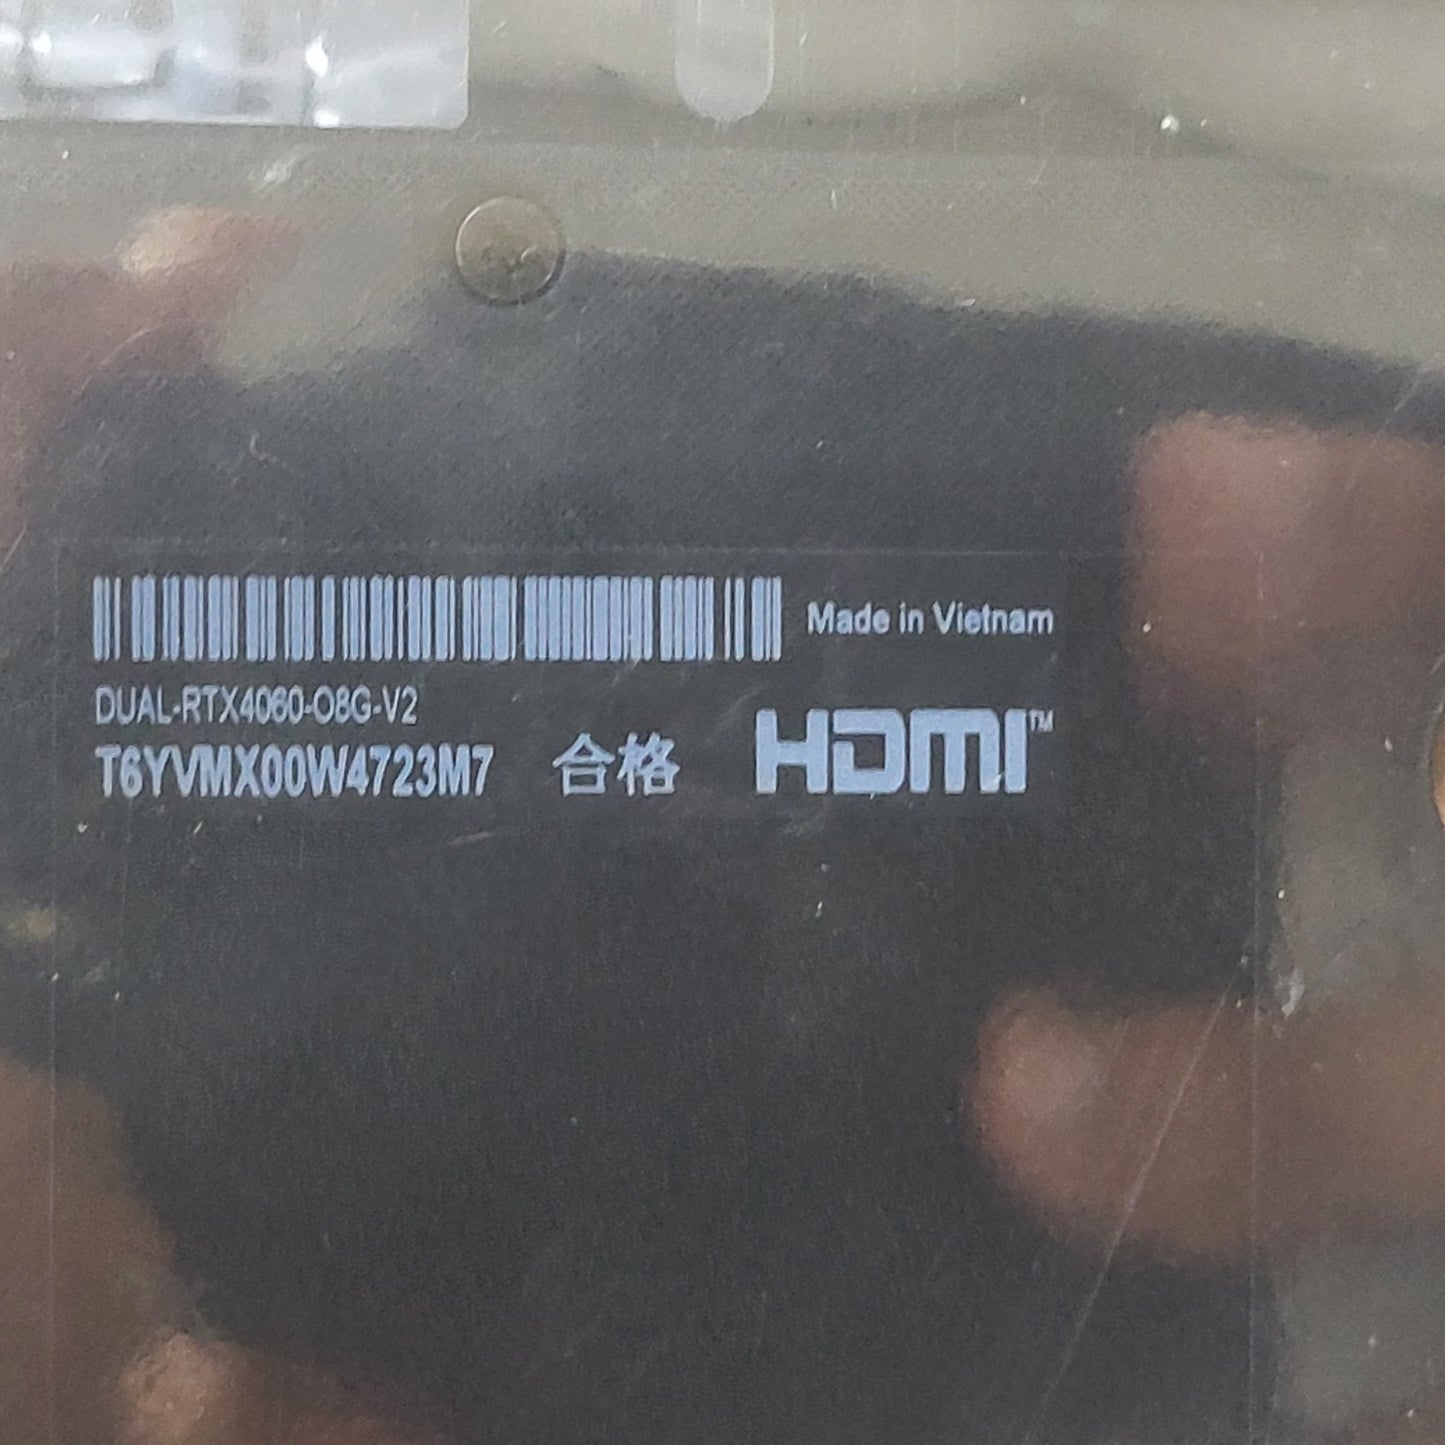 Made in Vietnam
DUAL-RTX4060-O8G-V2
T6YVMX00W4723M7 合格 HDMI™